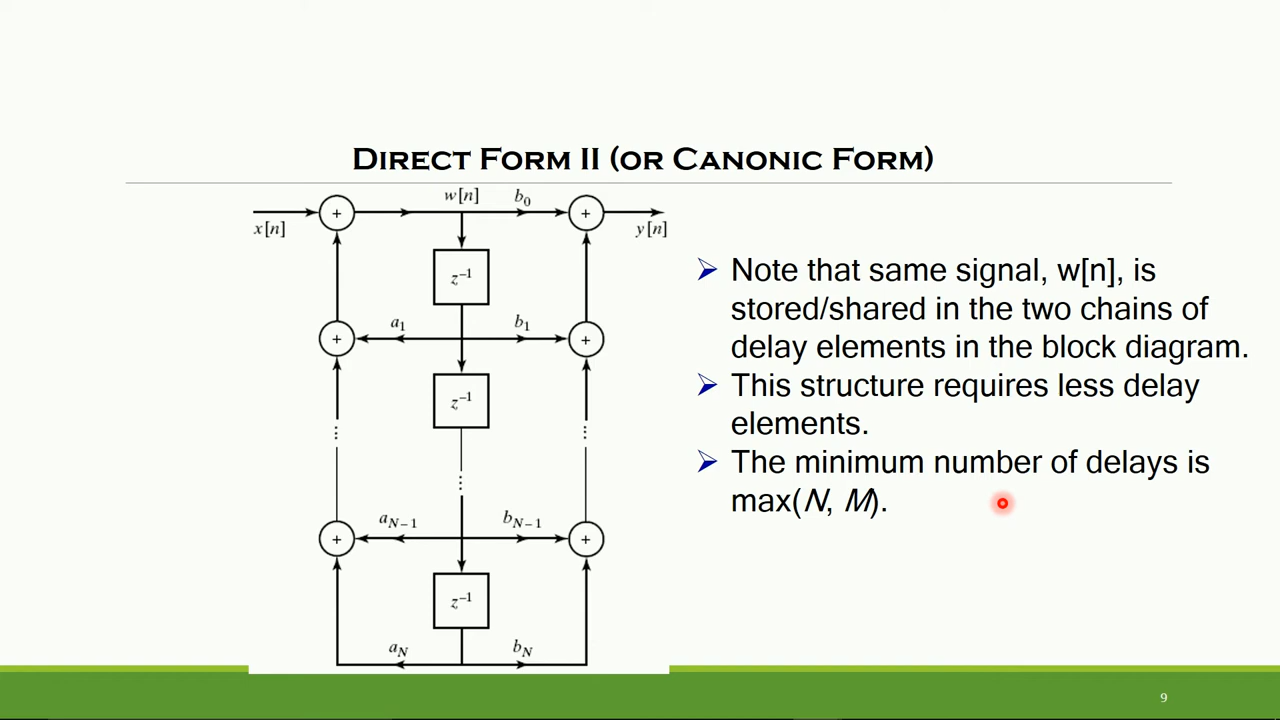 DIRECT FORM II (OR CANONIC FORM)
w[n] b₀
+ +
x[n] y[n]
z⁻¹
a₁ b₁
+ +
z⁻¹
⋮ ⋮
⋮
a_{N−1} b_{N−1}
+ +
z⁻¹
a_N b_N
➢ Note that same signal, w[n], is
stored/shared in the two chains of
delay elements in the block diagram.
➢ This structure requires less delay
elements.
➢ The minimum number of delays is
max(N, M).
9